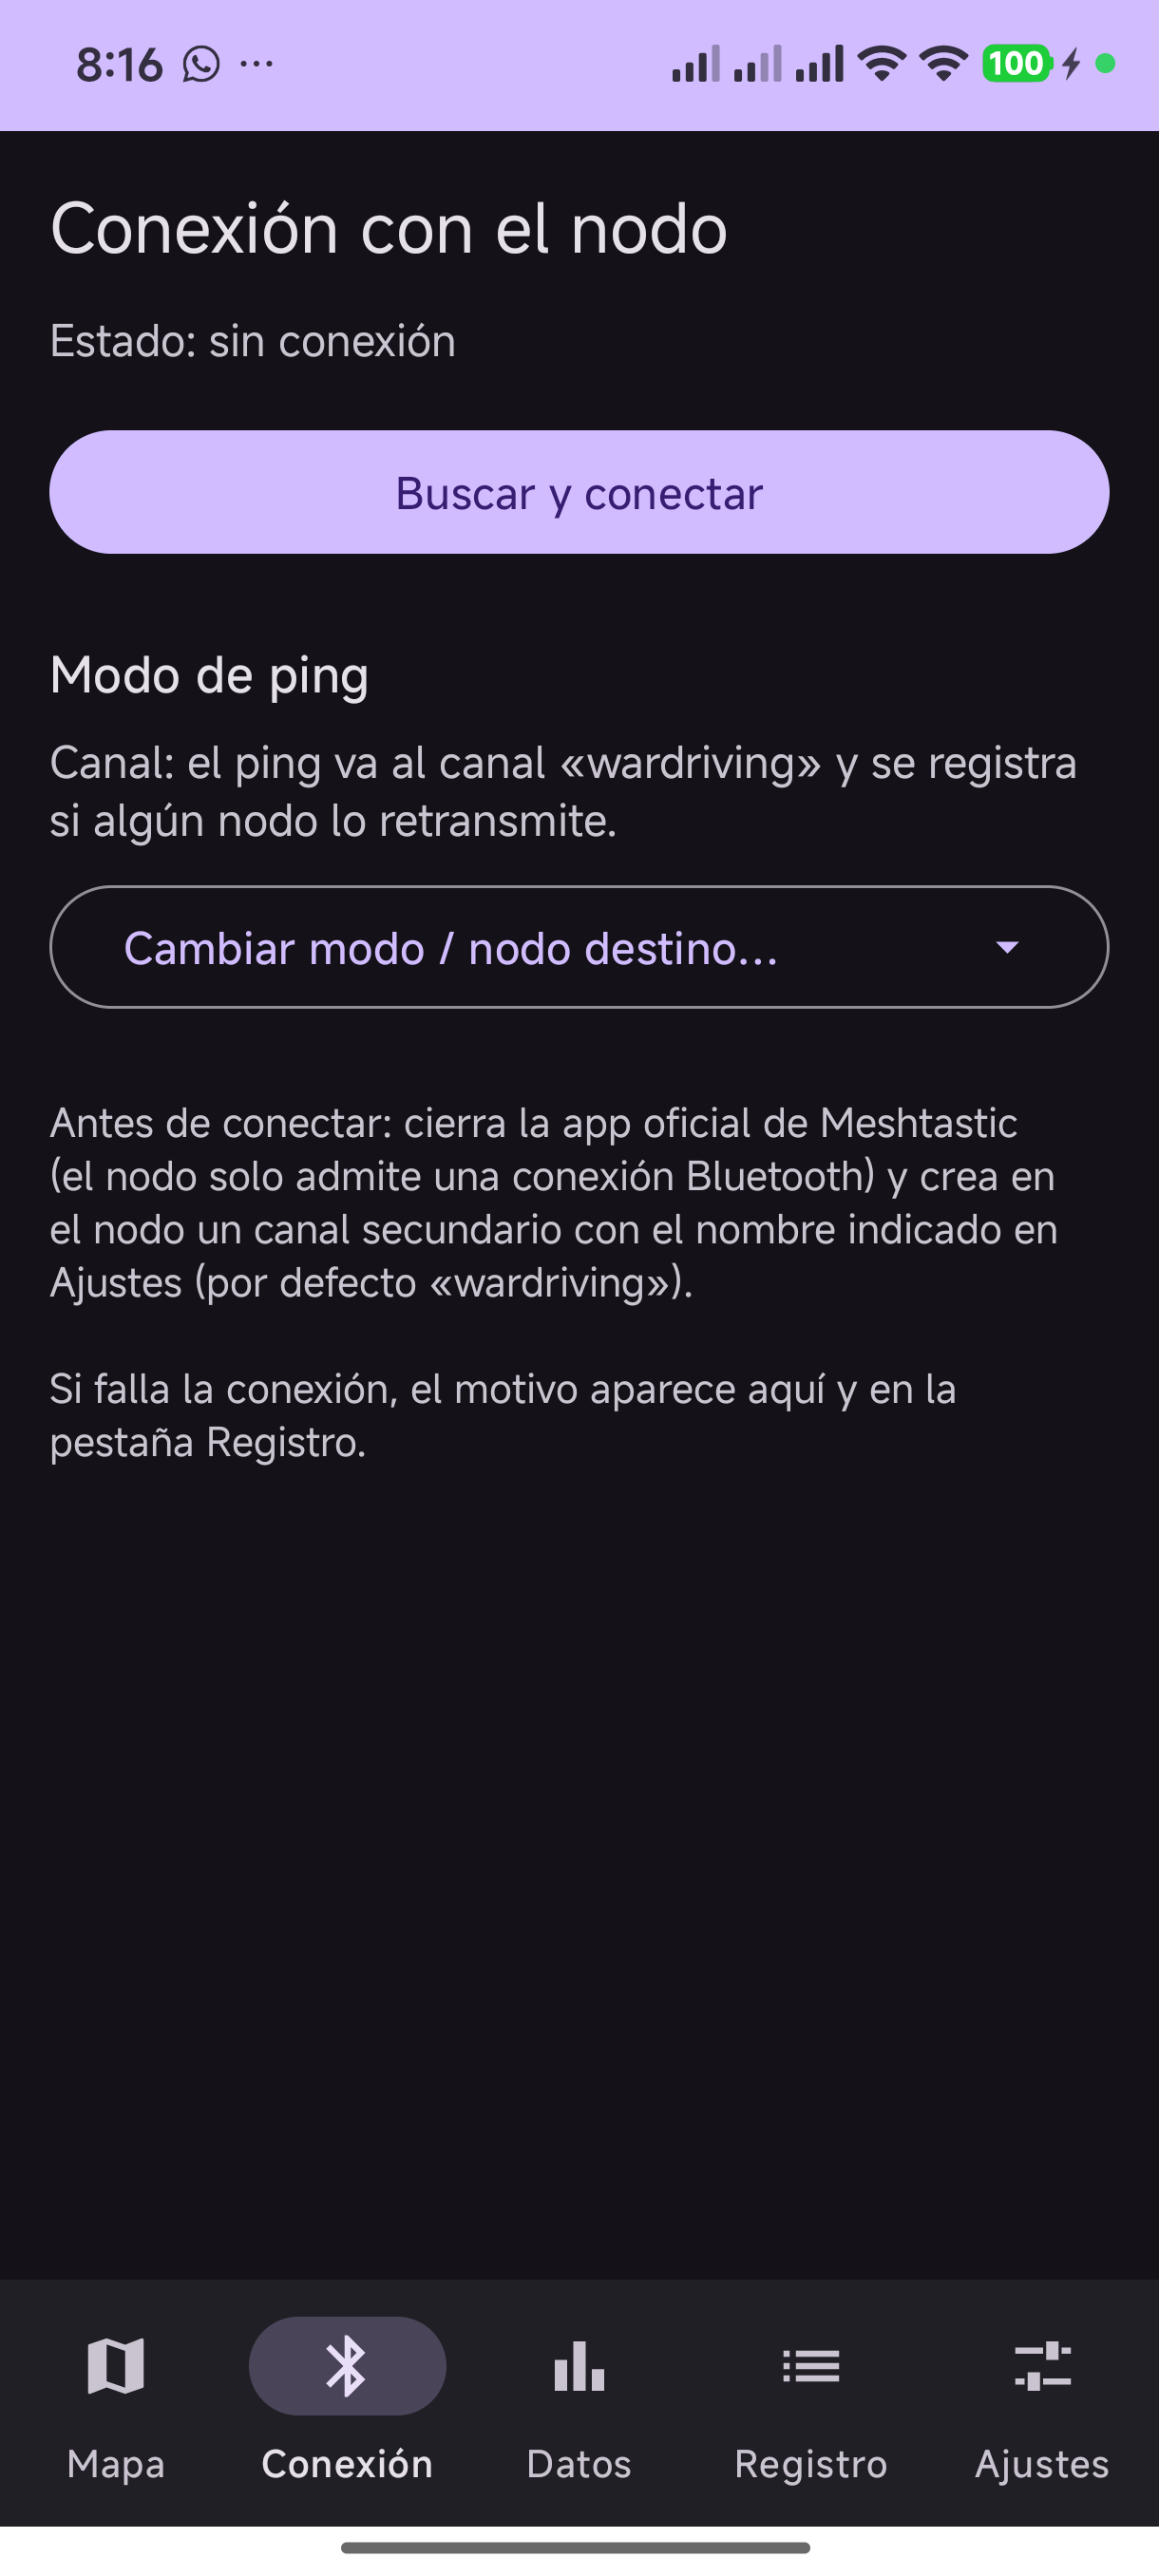 8:16 ...
100
Conexión con el nodo
Estado: sin conexión
Buscar y conectar
Modo de ping
Canal: el ping va al canal «wardriving» y se registra
si algún nodo lo retransmite.
Cambiar modo / nodo destino...
Antes de conectar: cierra la app oficial de Meshtastic
(el nodo solo admite una conexión Bluetooth) y crea en
el nodo un canal secundario con el nombre indicado en
Ajustes (por defecto «wardriving»).
Si falla la conexión, el motivo aparece aquí y en la
pestaña Registro.
Mapa
Conexión
Datos
Registro
Ajustes